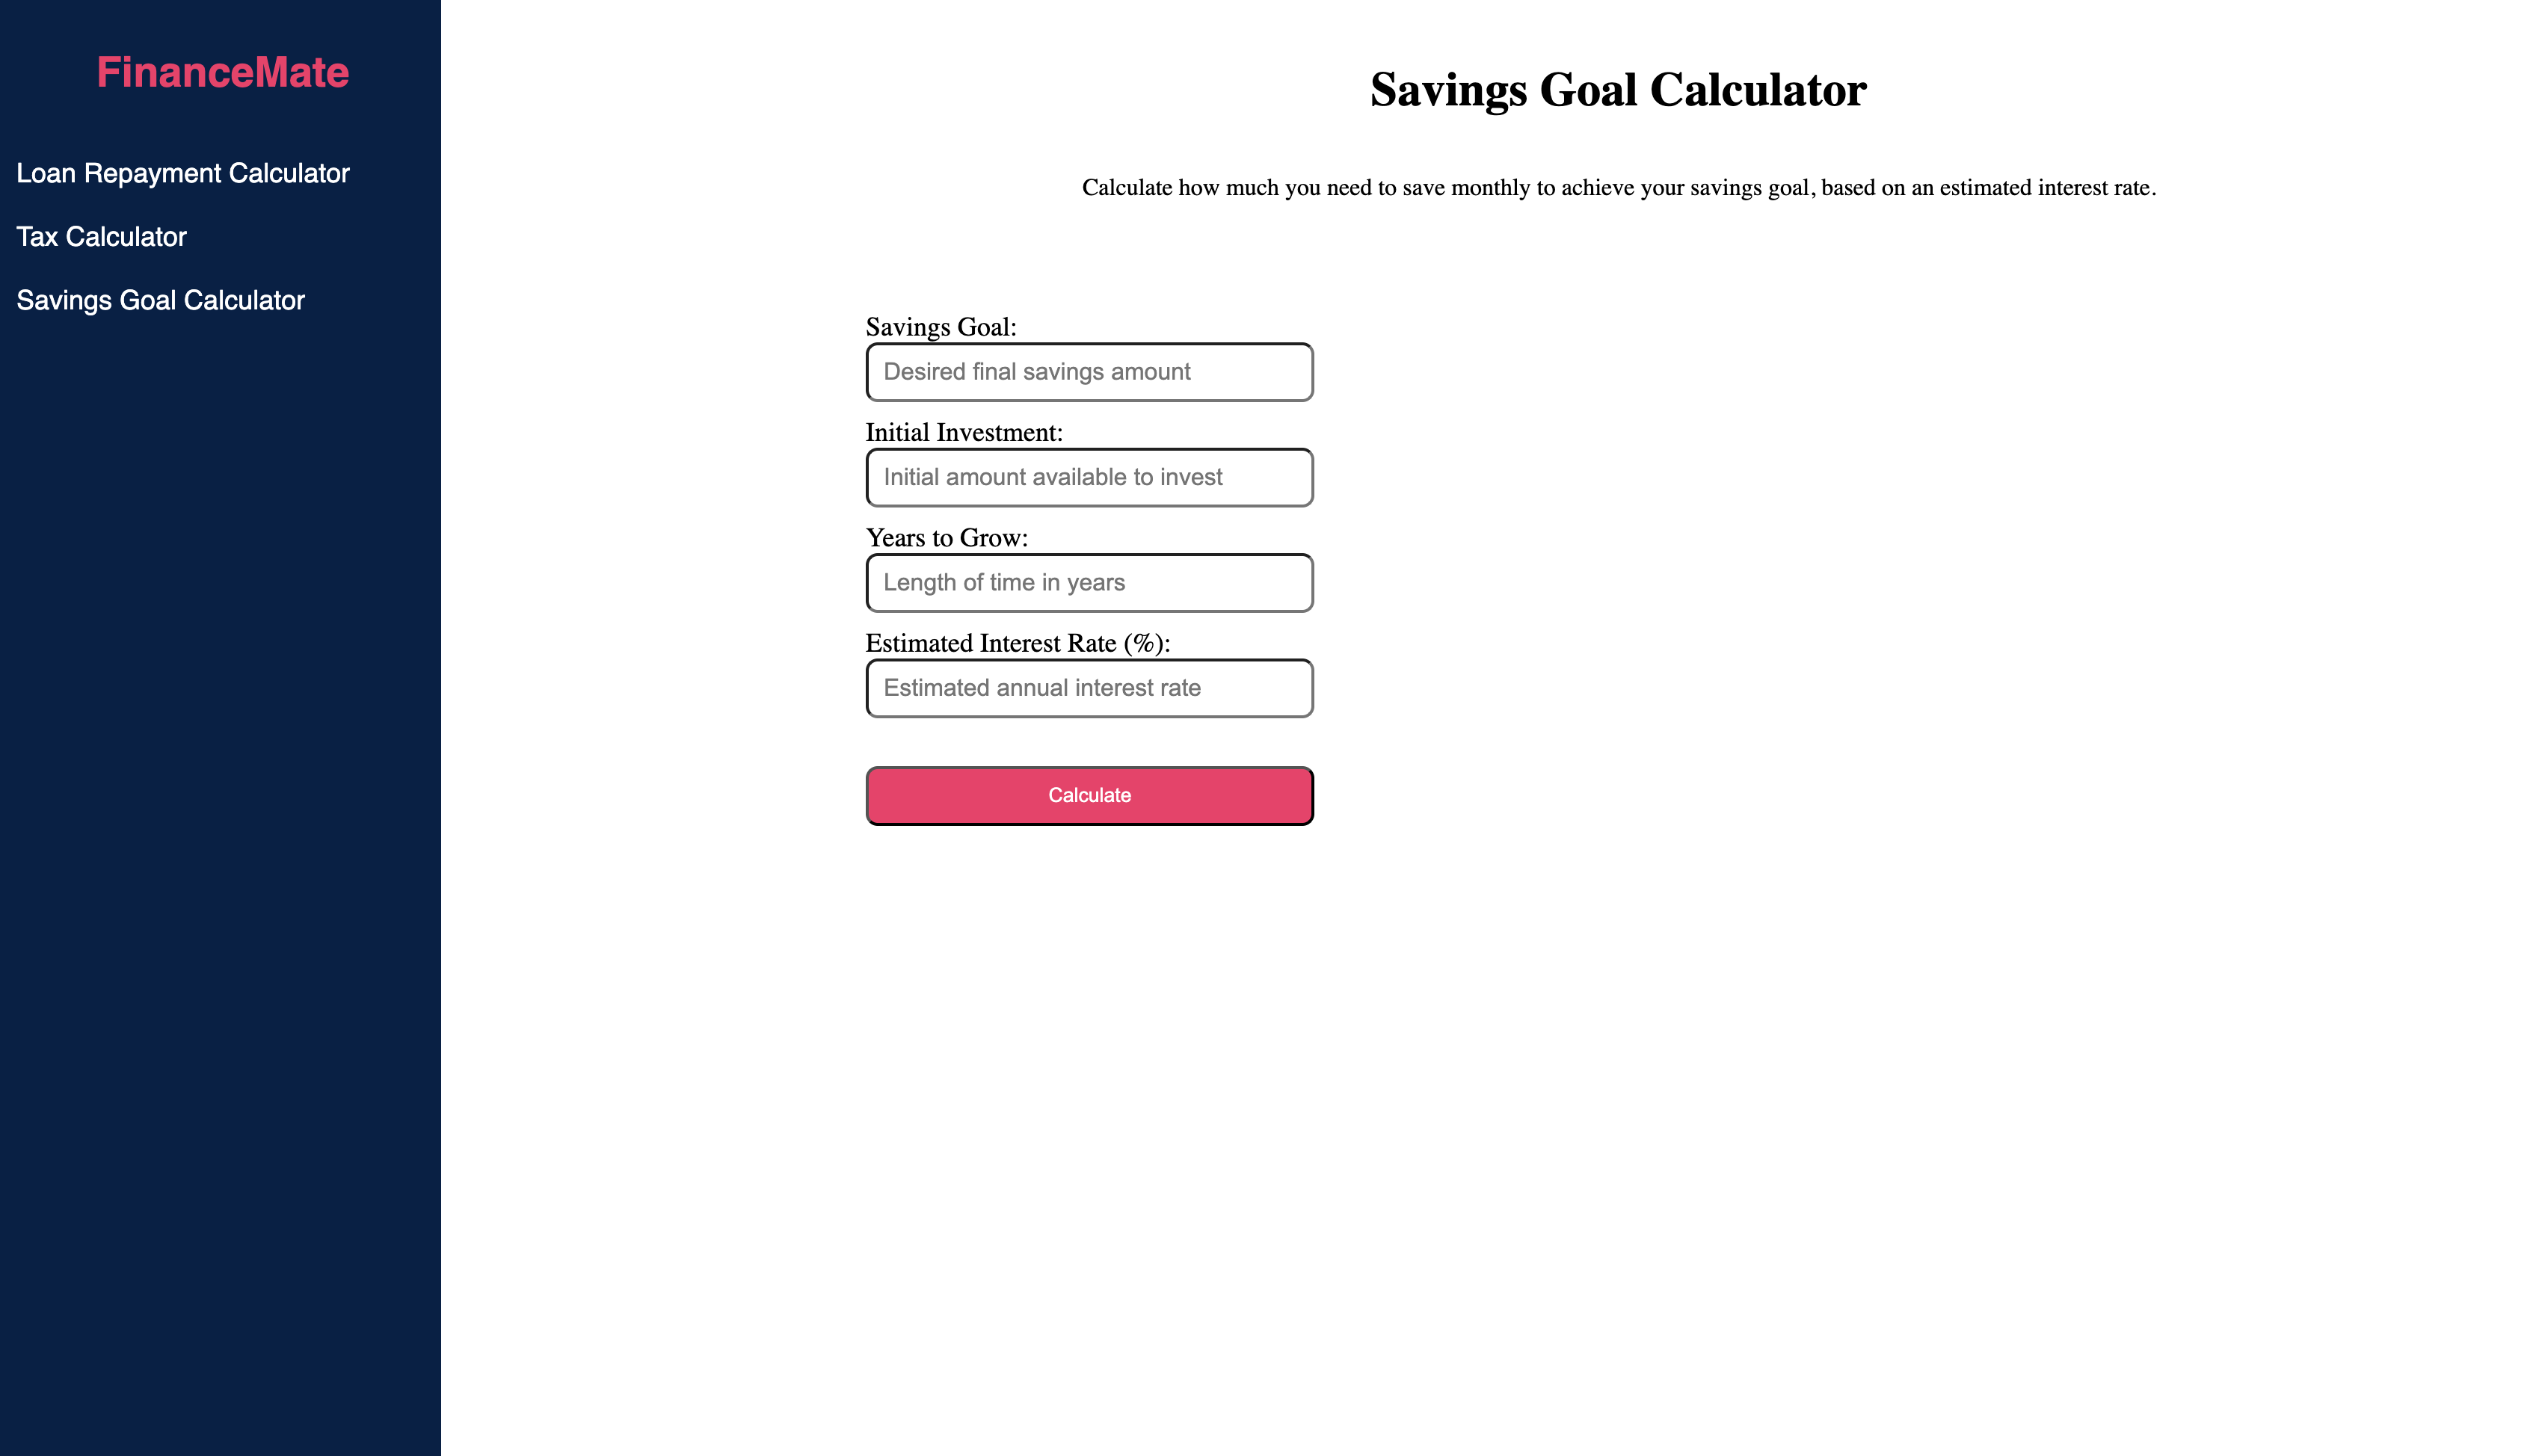 FinanceMate
Loan Repayment Calculator
Tax Calculator
Savings Goal Calculator
Savings Goal Calculator
Calculate how much you need to save monthly to achieve your savings goal, based on an estimated interest rate.
Savings Goal:
Desired final savings amount
Initial Investment:
Initial amount available to invest
Years to Grow:
Length of time in years
Estimated Interest Rate (%):
Estimated annual interest rate
Calculate